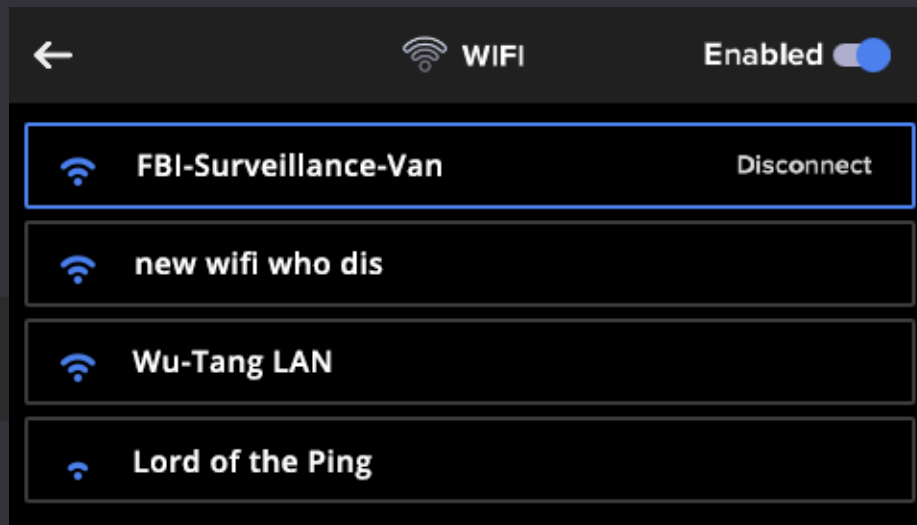 WIFI Enabled
FBI-Surveillance-Van Disconnect
new wifi who dis
Wu-Tang LAN
Lord of the Ping